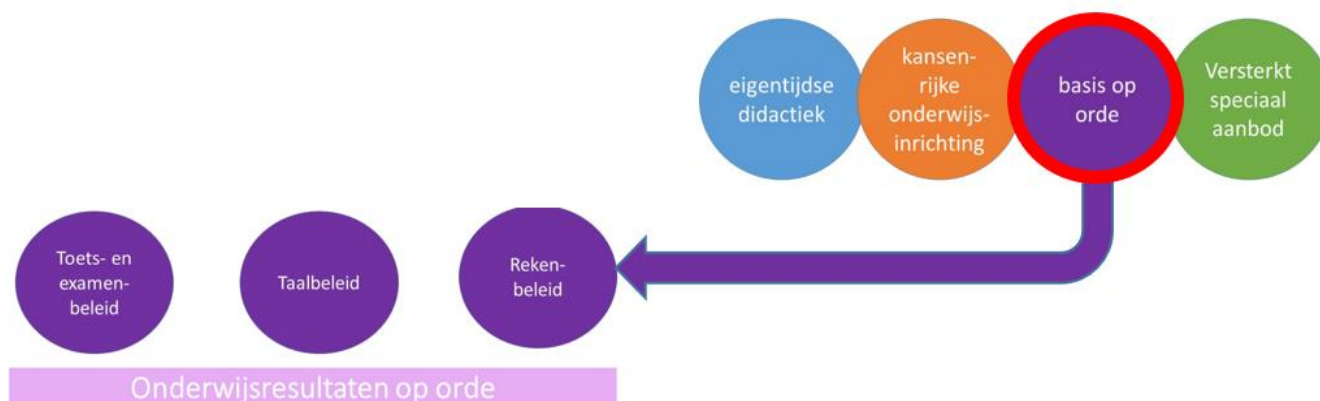 eigentijdse
didactiek
kansen-
rijke
onderwijs-
inrichting
basis op
orde
Versterkt
speciaal
aanbod
Toets- en
examen-
beleid
Taalbeleid
Reken-
beleid
Onderwijsresultaten op orde